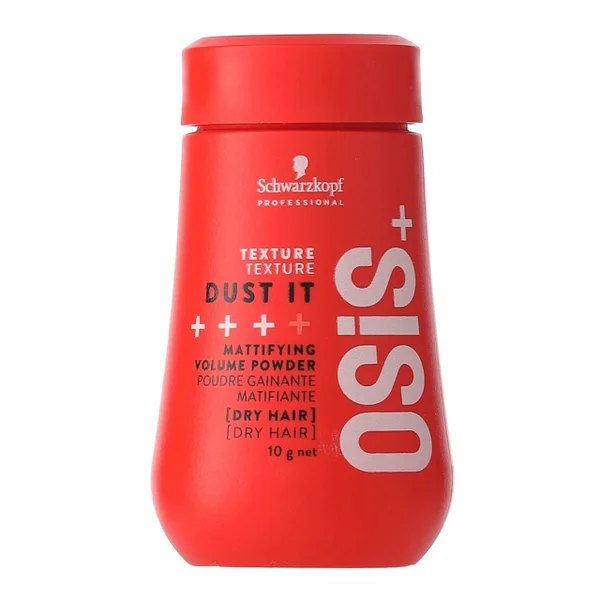 Schwarzkopf
PROFESSIONAL
TEXTURE
TEXTURE
DUST IT
++++
MATTIFYING
VOLUME POWDER
POUDRE GAINANTE
MATIFIANTE
[DRY HAIR]
[DRY HAIR]
10 g net
OSiS+